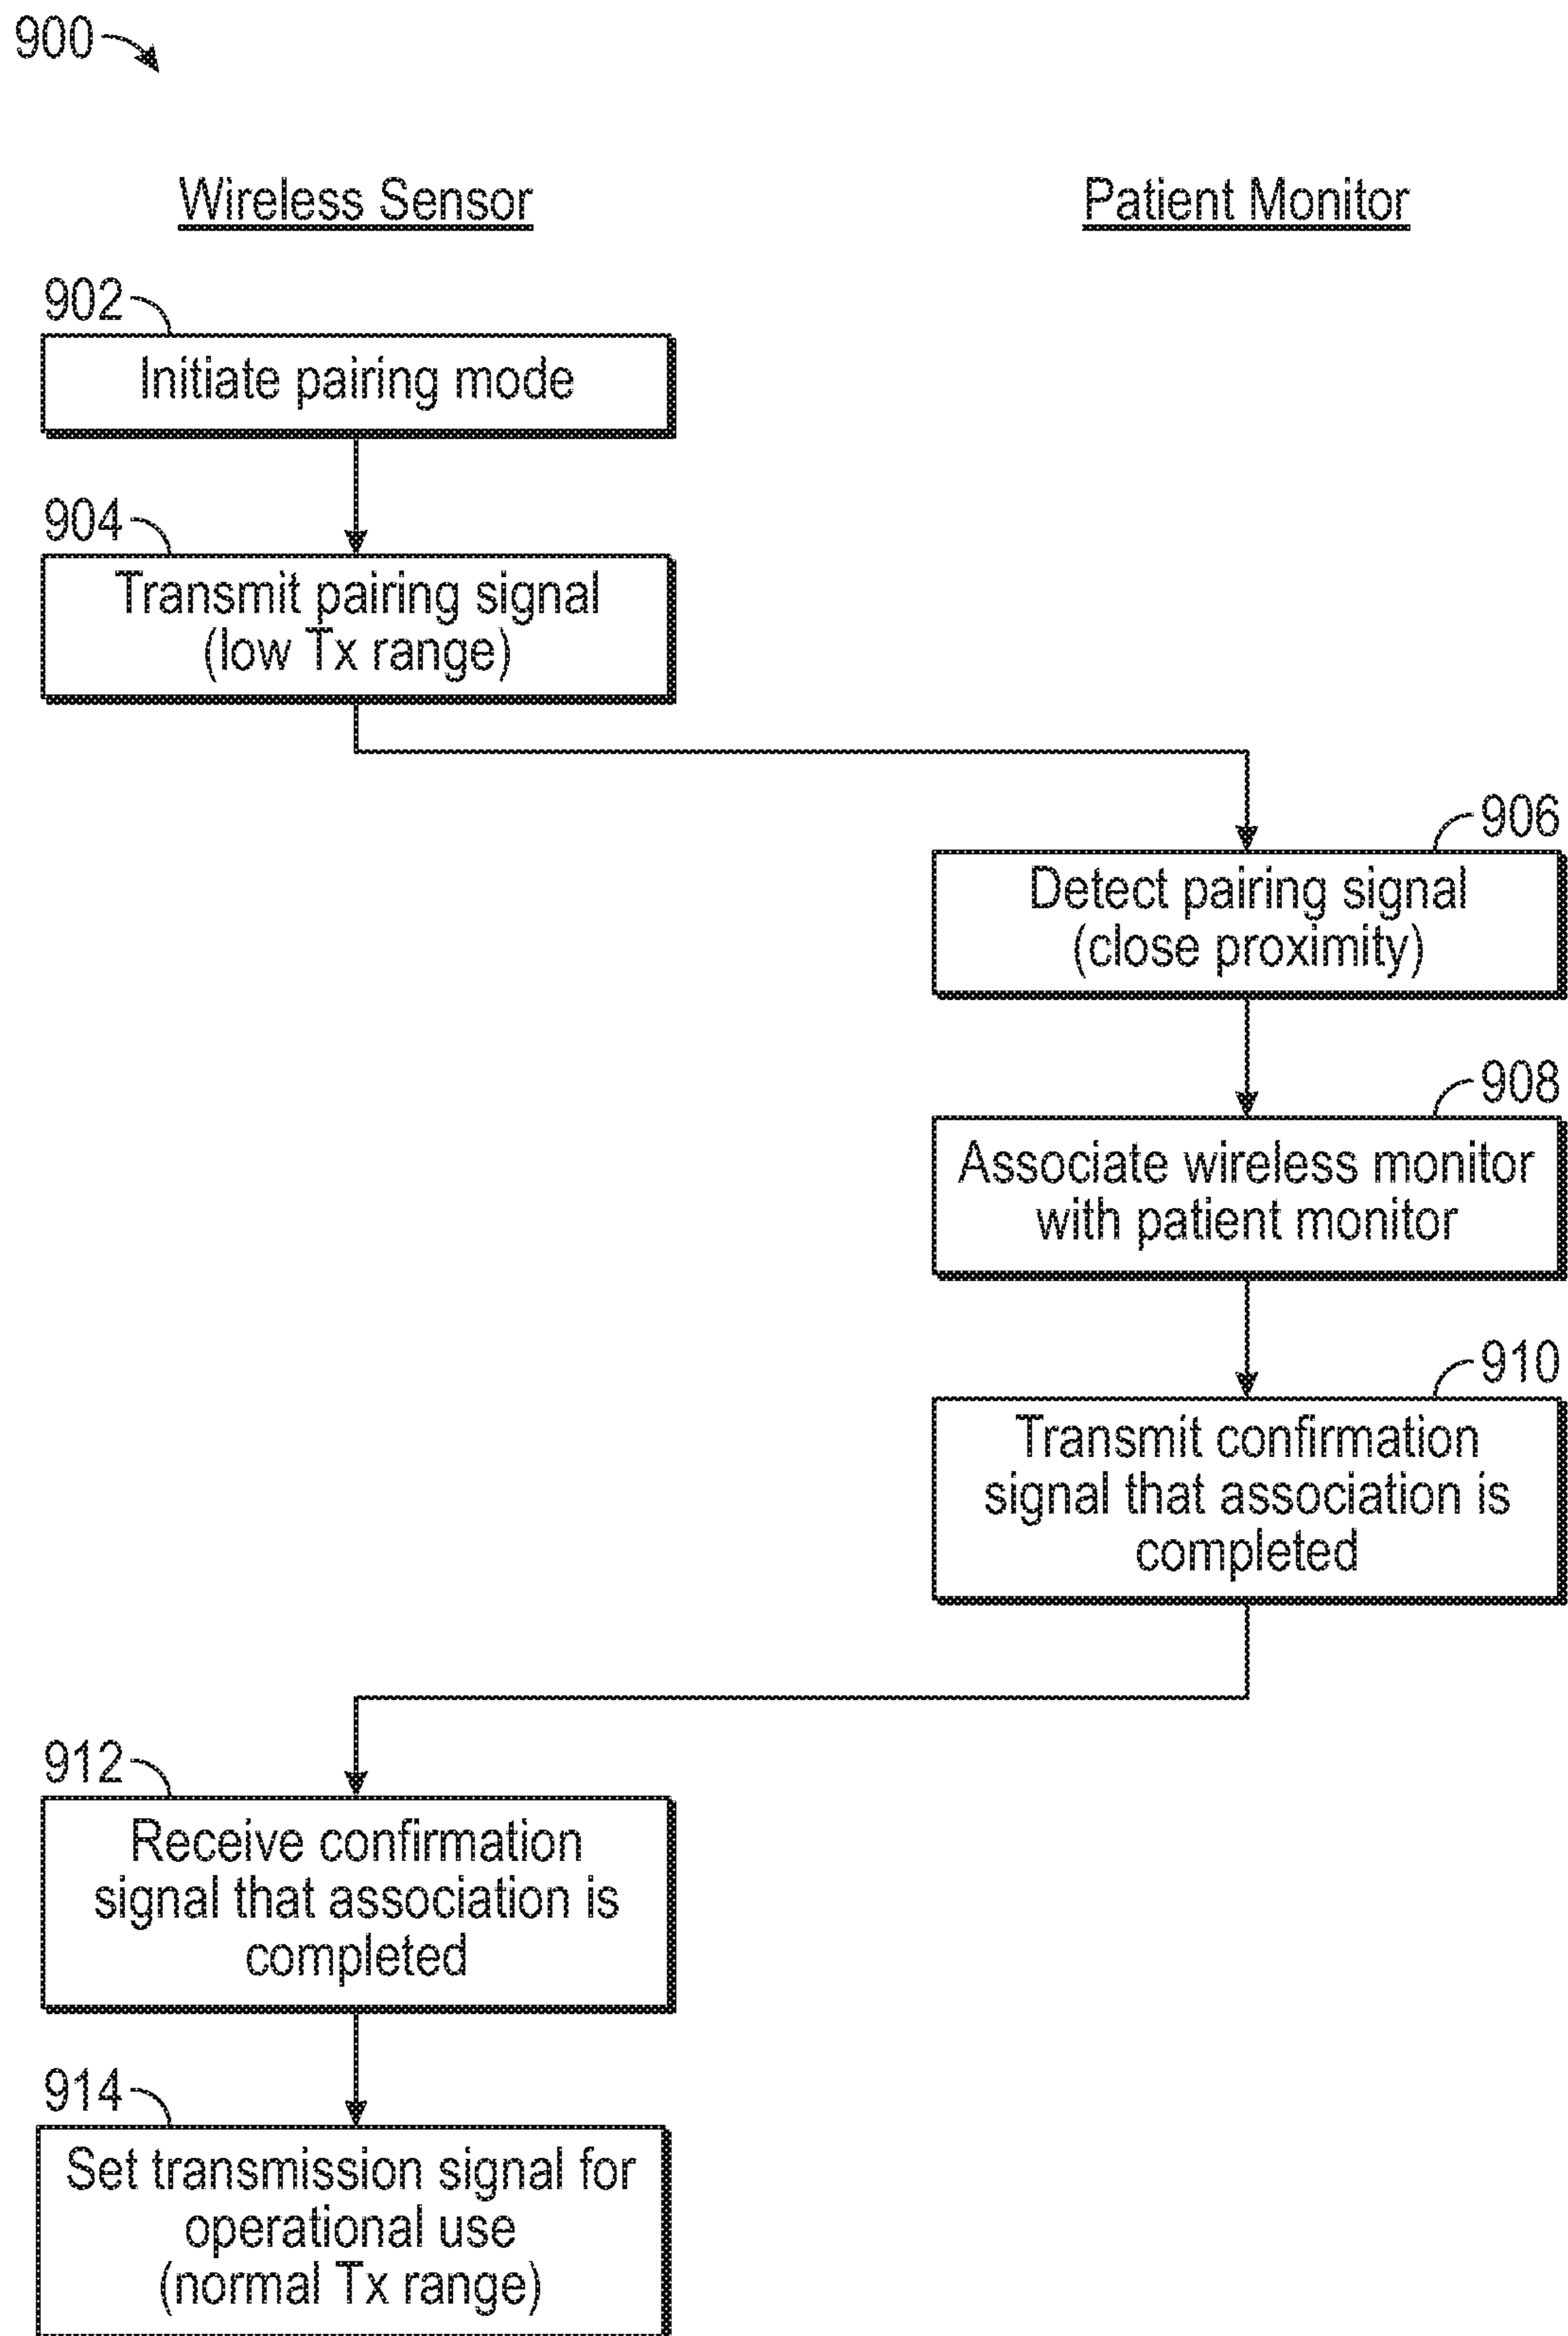 900
Wireless Sensor
Patient Monitor
902
Initiate pairing mode
904
Transmit pairing signal
(low Tx range)
906
Detect pairing signal
(close proximity)
908
Associate wireless monitor
with patient monitor
910
Transmit confirmation
signal that association is
completed
912
Receive confirmation
signal that association is
completed
914
Set transmission signal for
operational use
(normal Tx range)